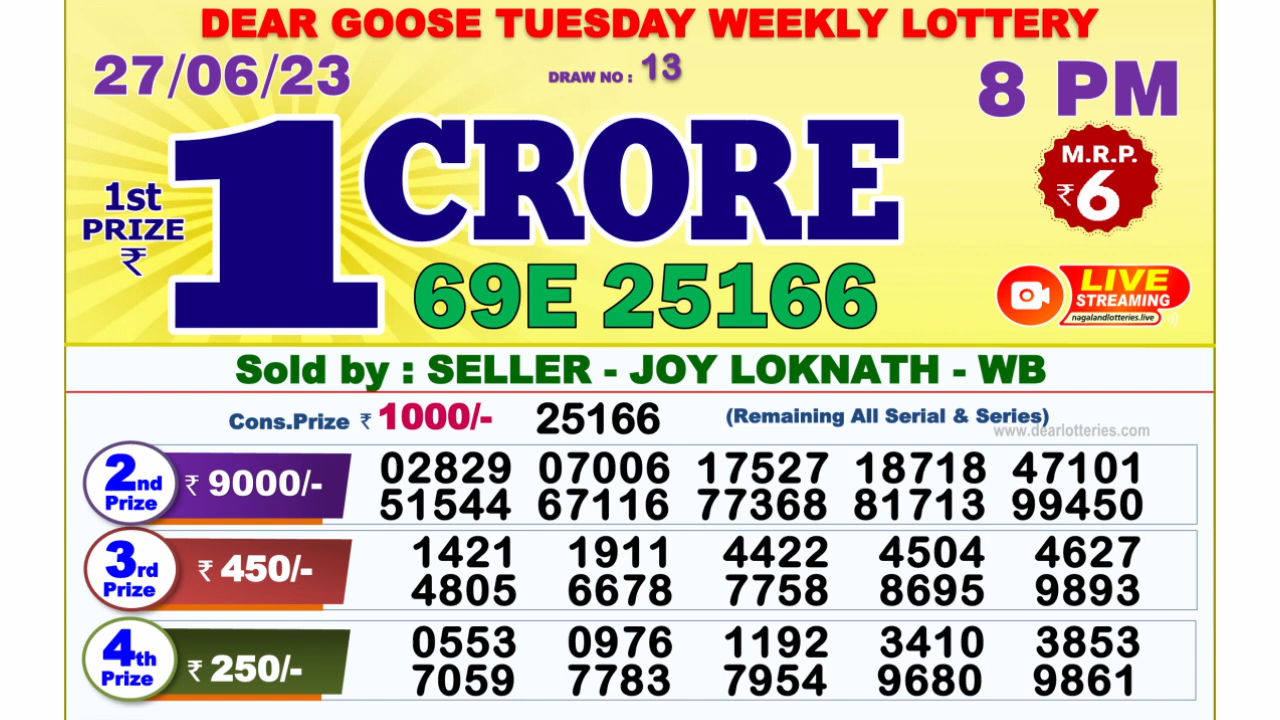 DEAR GOOSE TUESDAY WEEKLY LOTTERY
27/06/23
DRAW NO : 13
8 PM
1st PRIZE ₹
1 CRORE
M.R.P. ₹ 6
69E 25166
LIVE STREAMING
nagalandlotteries.live
Sold by : SELLER - JOY LOKNATH - WB
Cons.Prize ₹ 1000/- 25166 (Remaining All Serial & Series)
www.dearlotteries.com
2nd Prize ₹ 9000/-
02829 07006 17527 18718 47101
51544 67116 77368 81713 99450
3rd Prize ₹ 450/-
1421 1911 4422 4504 4627
4805 6678 7758 8695 9893
4th Prize ₹ 250/-
0553 0976 1192 3410 3853
7059 7783 7954 9680 9861